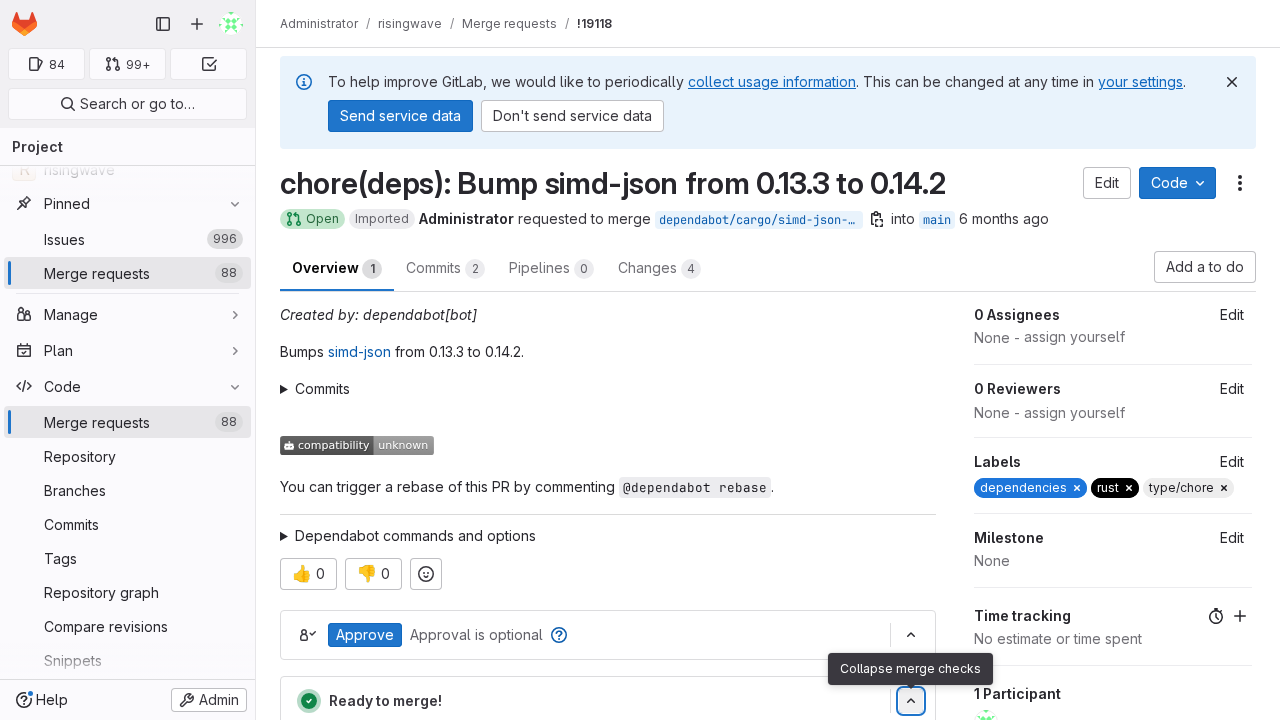 Administrator / risingwave / Merge requests / !19118
84
99+
Search or go to…
To help improve GitLab, we would like to periodically collect usage information. This can be changed at any time in your settings.
Send service data
Don't send service data
Project
risingwave
Pinned
Issues 996
Merge requests 88
Manage
Plan
Code
Merge requests 88
Repository
Branches
Commits
Tags
Repository graph
Compare revisions
Snippets
Help
Admin
chore(deps): Bump simd-json from 0.13.3 to 0.14.2
Edit
Code
Open Imported Administrator requested to merge dependabot/cargo/simd-json-… into main 6 months ago
Overview 1
Commits 2
Pipelines 0
Changes 4
Add a to do
Created by: dependabot[bot]
Bumps simd-json from 0.13.3 to 0.14.2.
Commits
compatibility unknown
You can trigger a rebase of this PR by commenting @dependabot rebase.
Dependabot commands and options
👍 0
👎 0
Approve Approval is optional
Collapse merge checks
Ready to merge!
0 Assignees Edit
None - assign yourself
0 Reviewers Edit
None - assign yourself
Labels Edit
dependencies × rust × type/chore ×
Milestone Edit
None
Time tracking
No estimate or time spent
1 Participant